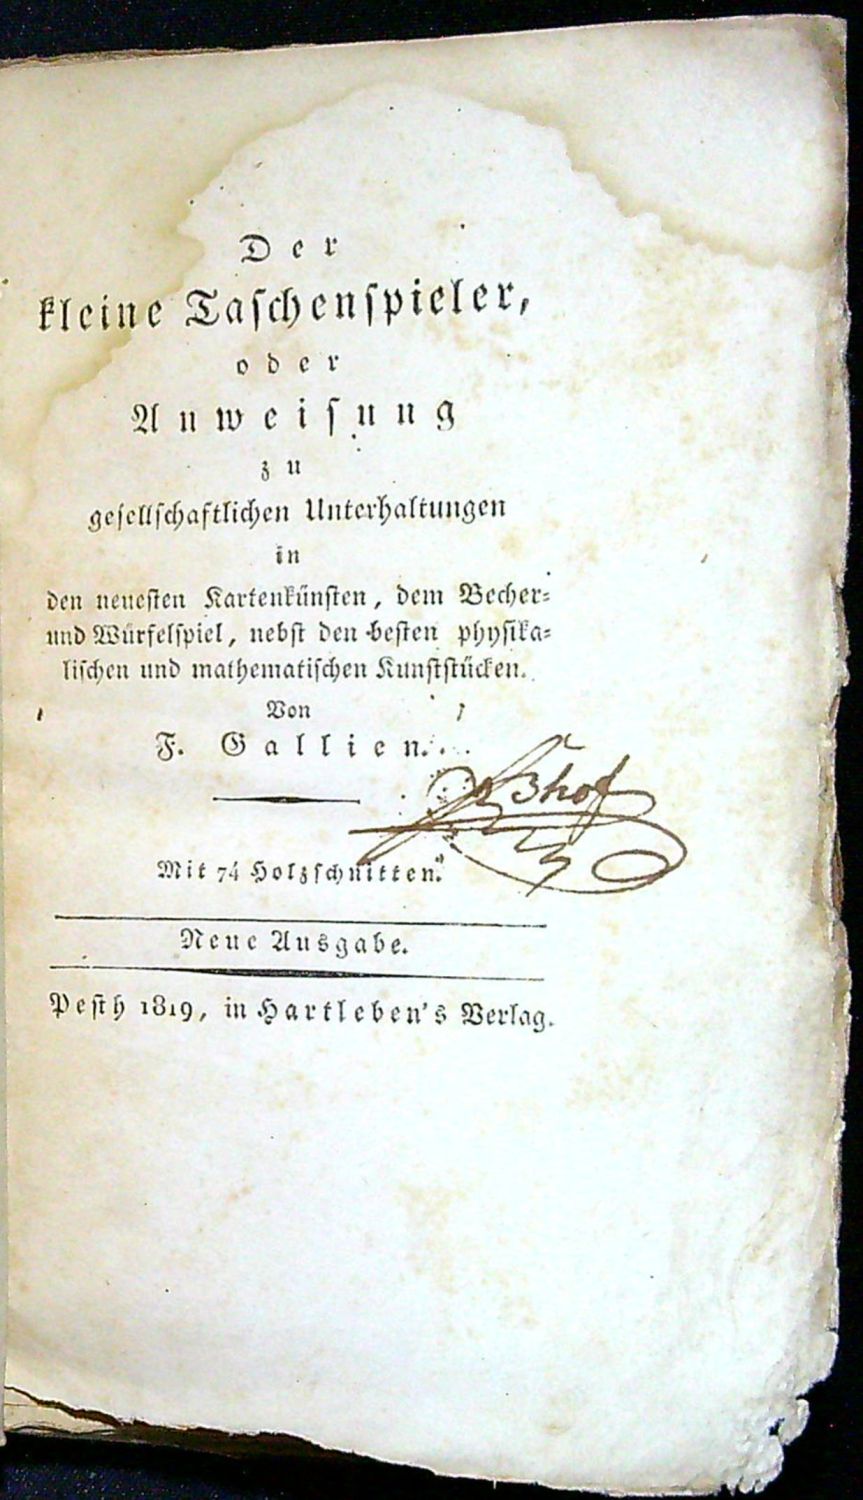 Der
kleine Taschenspieler,
oder
Anweisung
zu
gesellschaftlichen Unterhaltungen
in
den neuesten Kartenkünsten, dem Becher-
und Würfelspiel, nebst den besten physika-
lischen und mathematischen Kunststücken.
Von
F. Gallien.
Mit 74 Holzschnitten.
Neue Ausgabe.
Pesth 1819, in Hartleben's Verlag.